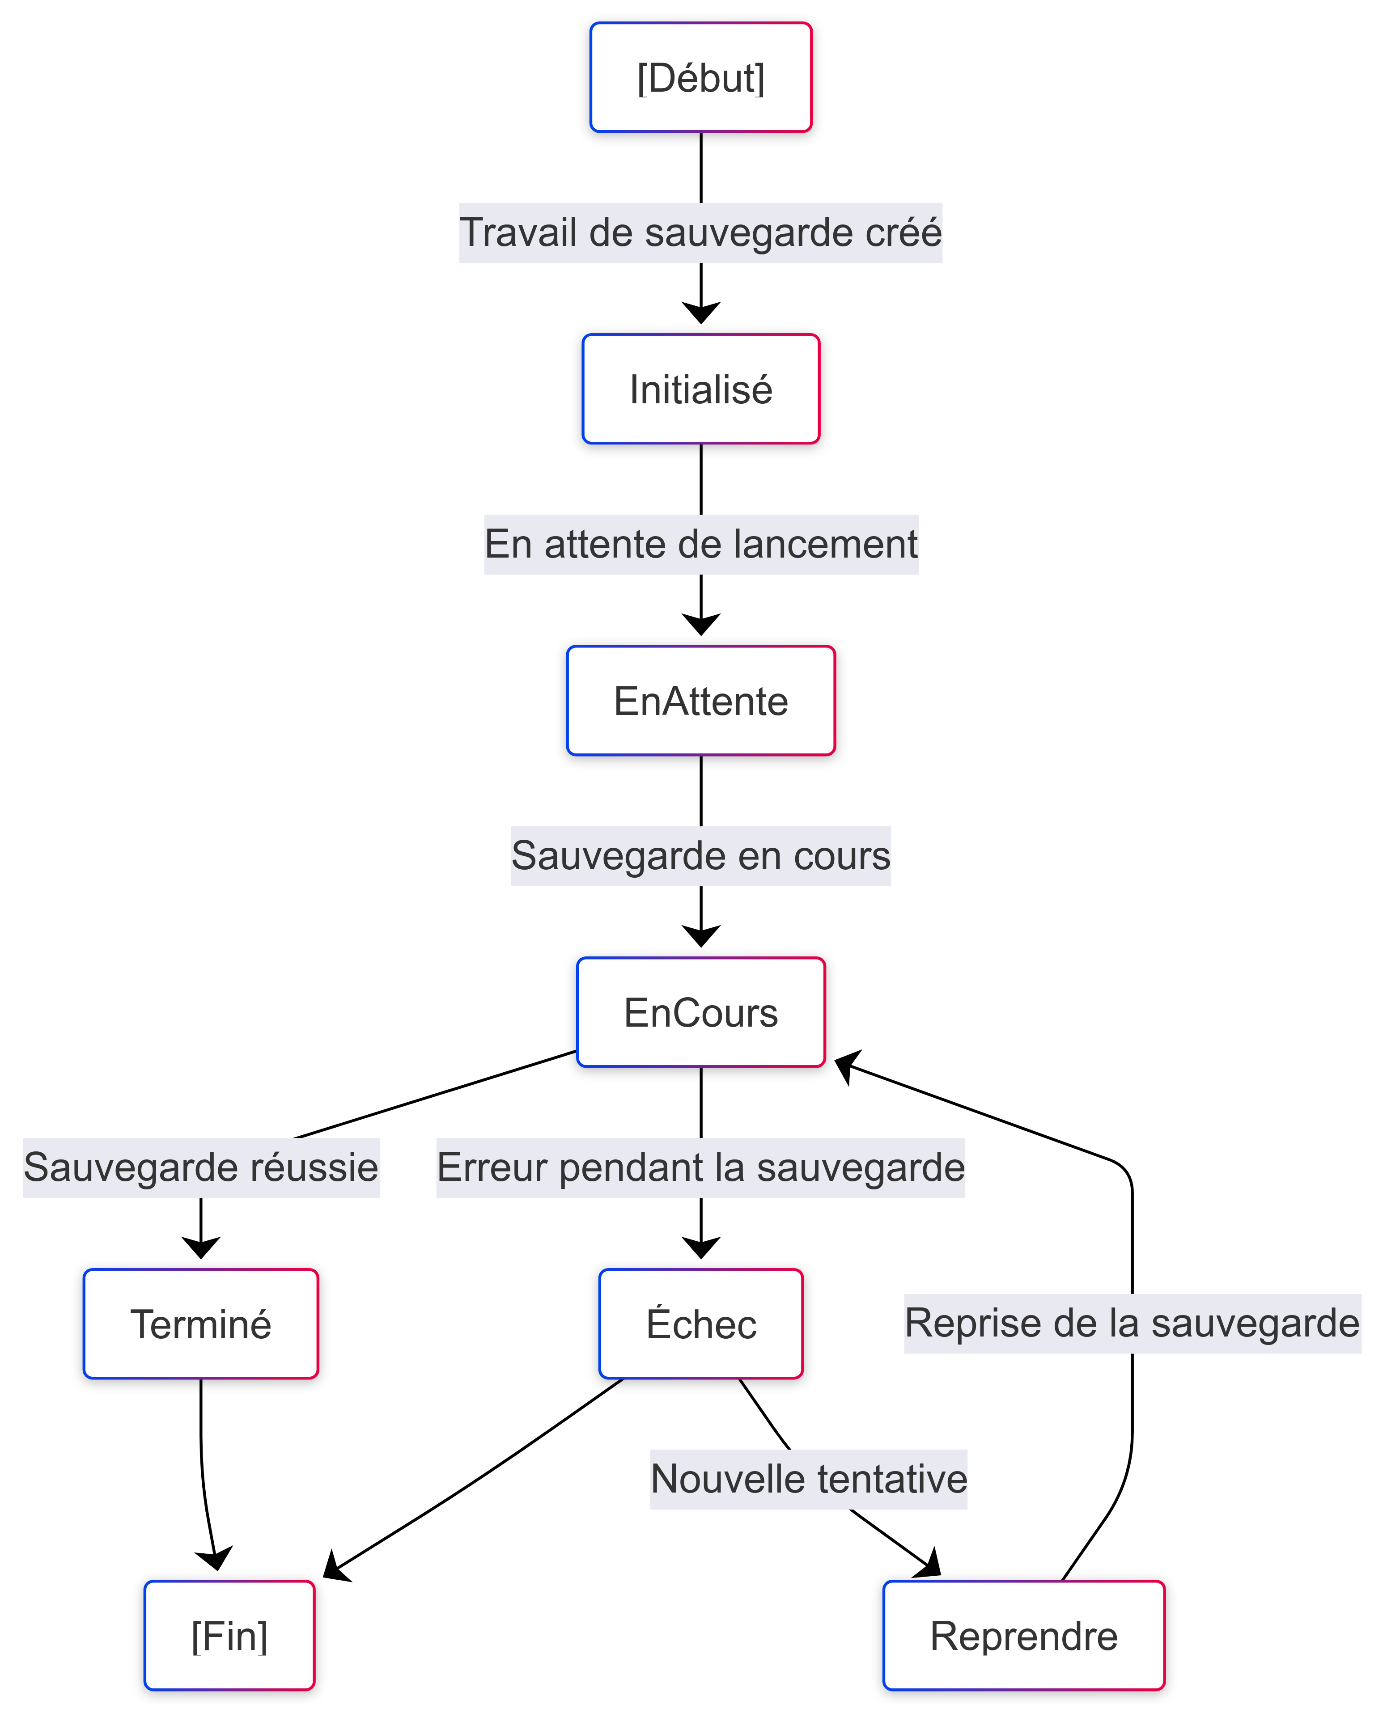 [Début]
Travail de sauvegarde créé
Initialisé
En attente de lancement
EnAttente
Sauvegarde en cours
EnCours
Sauvegarde réussie
Erreur pendant la sauvegarde
Terminé
Échec
Reprise de la sauvegarde
Nouvelle tentative
[Fin]
Reprendre